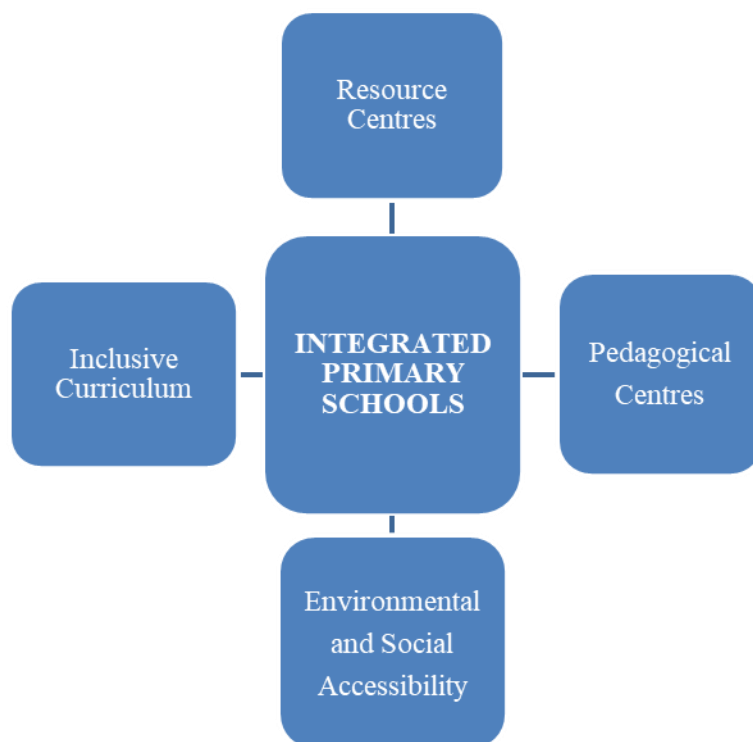 Resource
Centres
Inclusive
Curriculum
INTEGRATED
PRIMARY
SCHOOLS
Pedagogical
Centres
Environmental
and Social
Accessibility